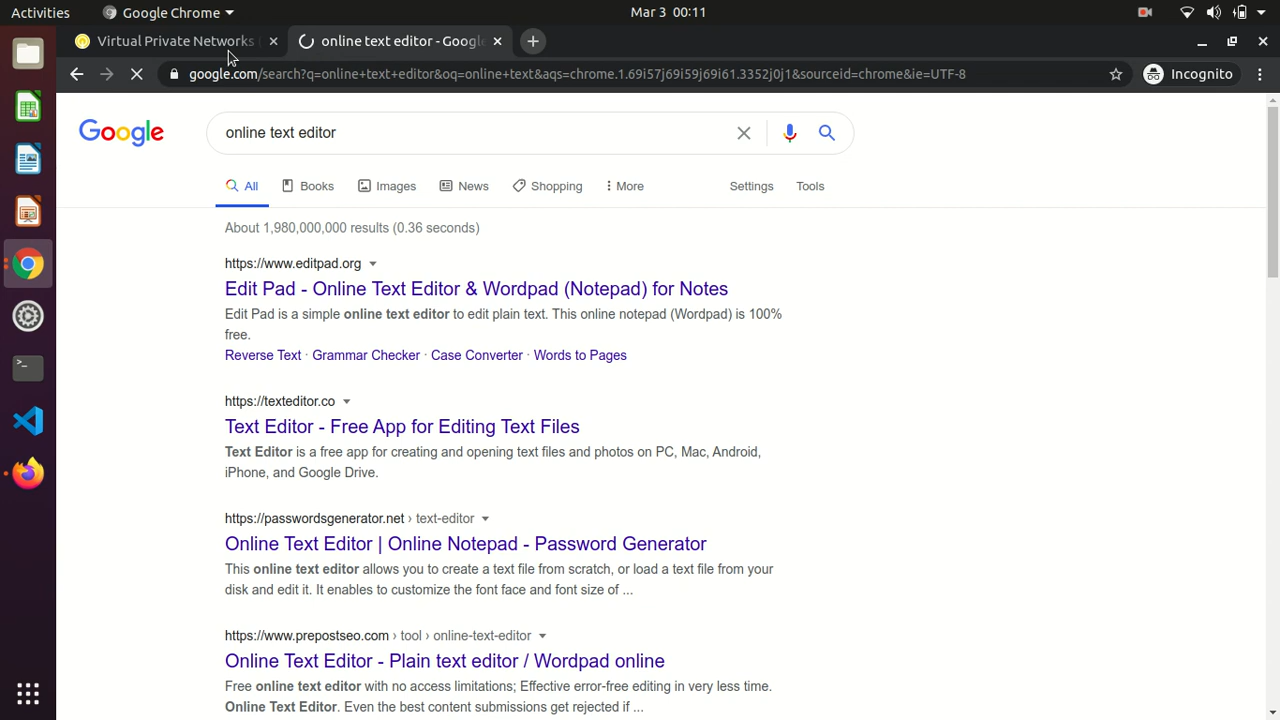 Activities
Google Chrome
Mar 3 00:11
Virtual Private Networks
online text editor - Google
google.com/search?q=online+text+editor&oq=online+text&aqs=chrome.1.69i57j69i59j69i61.3352j0j1&sourceid=chrome&ie=UTF-8
Incognito
Google
online text editor
All
Books
Images
News
Shopping
More
Settings
Tools
About 1,980,000,000 results (0.36 seconds)
https://www.editpad.org
Edit Pad - Online Text Editor & Wordpad (Notepad) for Notes
Edit Pad is a simple online text editor to edit plain text. This online notepad (Wordpad) is 100%
free.
Reverse Text · Grammar Checker · Case Converter · Words to Pages
https://texteditor.co
Text Editor - Free App for Editing Text Files
Text Editor is a free app for creating and opening text files and photos on PC, Mac, Android,
iPhone, and Google Drive.
https://passwordsgenerator.net › text-editor
Online Text Editor | Online Notepad - Password Generator
This online text editor allows you to create a text file from scratch, or load a text file from your
disk and edit it. It enables to customize the font face and font size of ...
https://www.prepostseo.com › tool › online-text-editor
Online Text Editor - Plain text editor / Wordpad online
Free online text editor with no access limitations; Effective error-free editing in very less time.
Online Text Editor. Even the best content submissions get rejected if ...